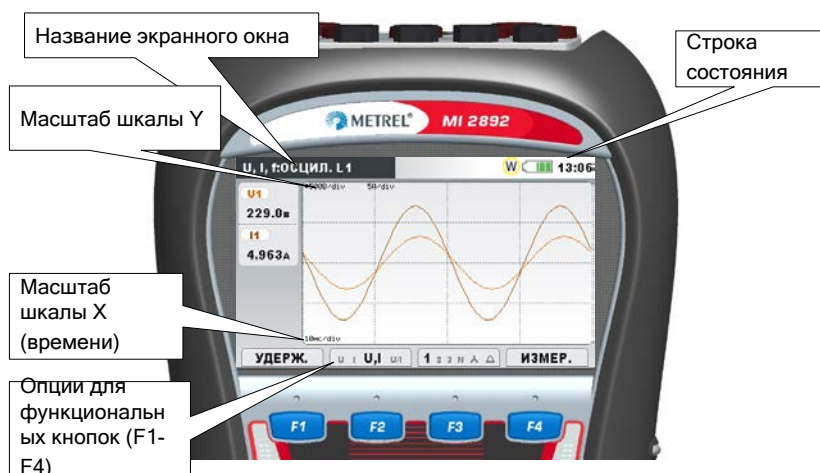 Название экранного окна
Строка
состояния
Масштаб шкалы Y
METREL® MI 2892
U, I, f:ОСЦИЛ. L1
W 13:06
U1
229.0в
I1
4.963A
5A/div
10мс/div
Масштаб
шкалы X
(времени)
УДЕРЖ. U I U,I U/I 1 2 3 N ⅄ Δ ИЗМЕР.
Опции для
функциональн
ых кнопок (F1-
F4)
F1 F2 F3 F4